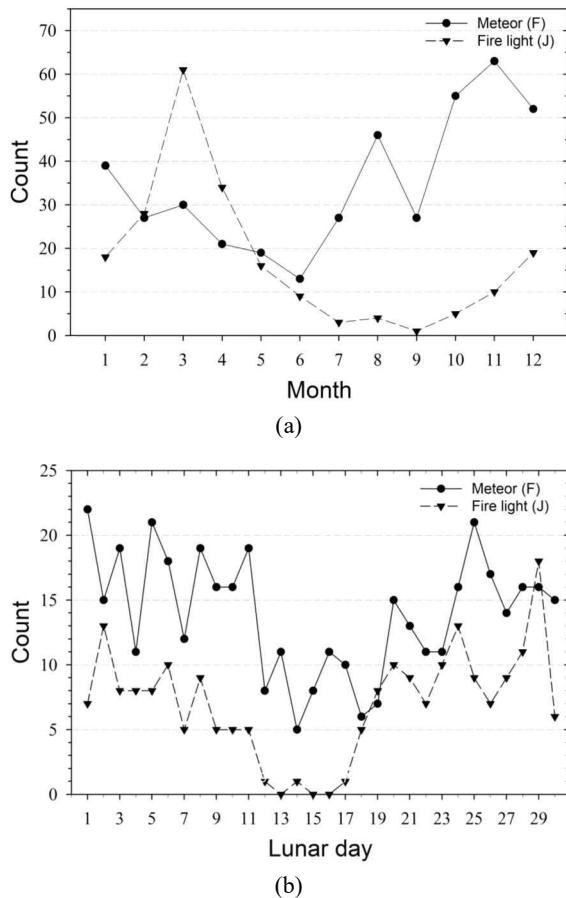 Meteor (F)
Fire light (J)
70
60
50
40
30
20
10
0
Count
1 2 3 4 5 6 7 8 9 10 11 12
Month
(a)
25
Meteor (F)
Fire light (J)
20
15
10
5
0
Count
1 3 5 7 9 11 13 15 17 19 21 23 25 27 29
Lunar day
(b)